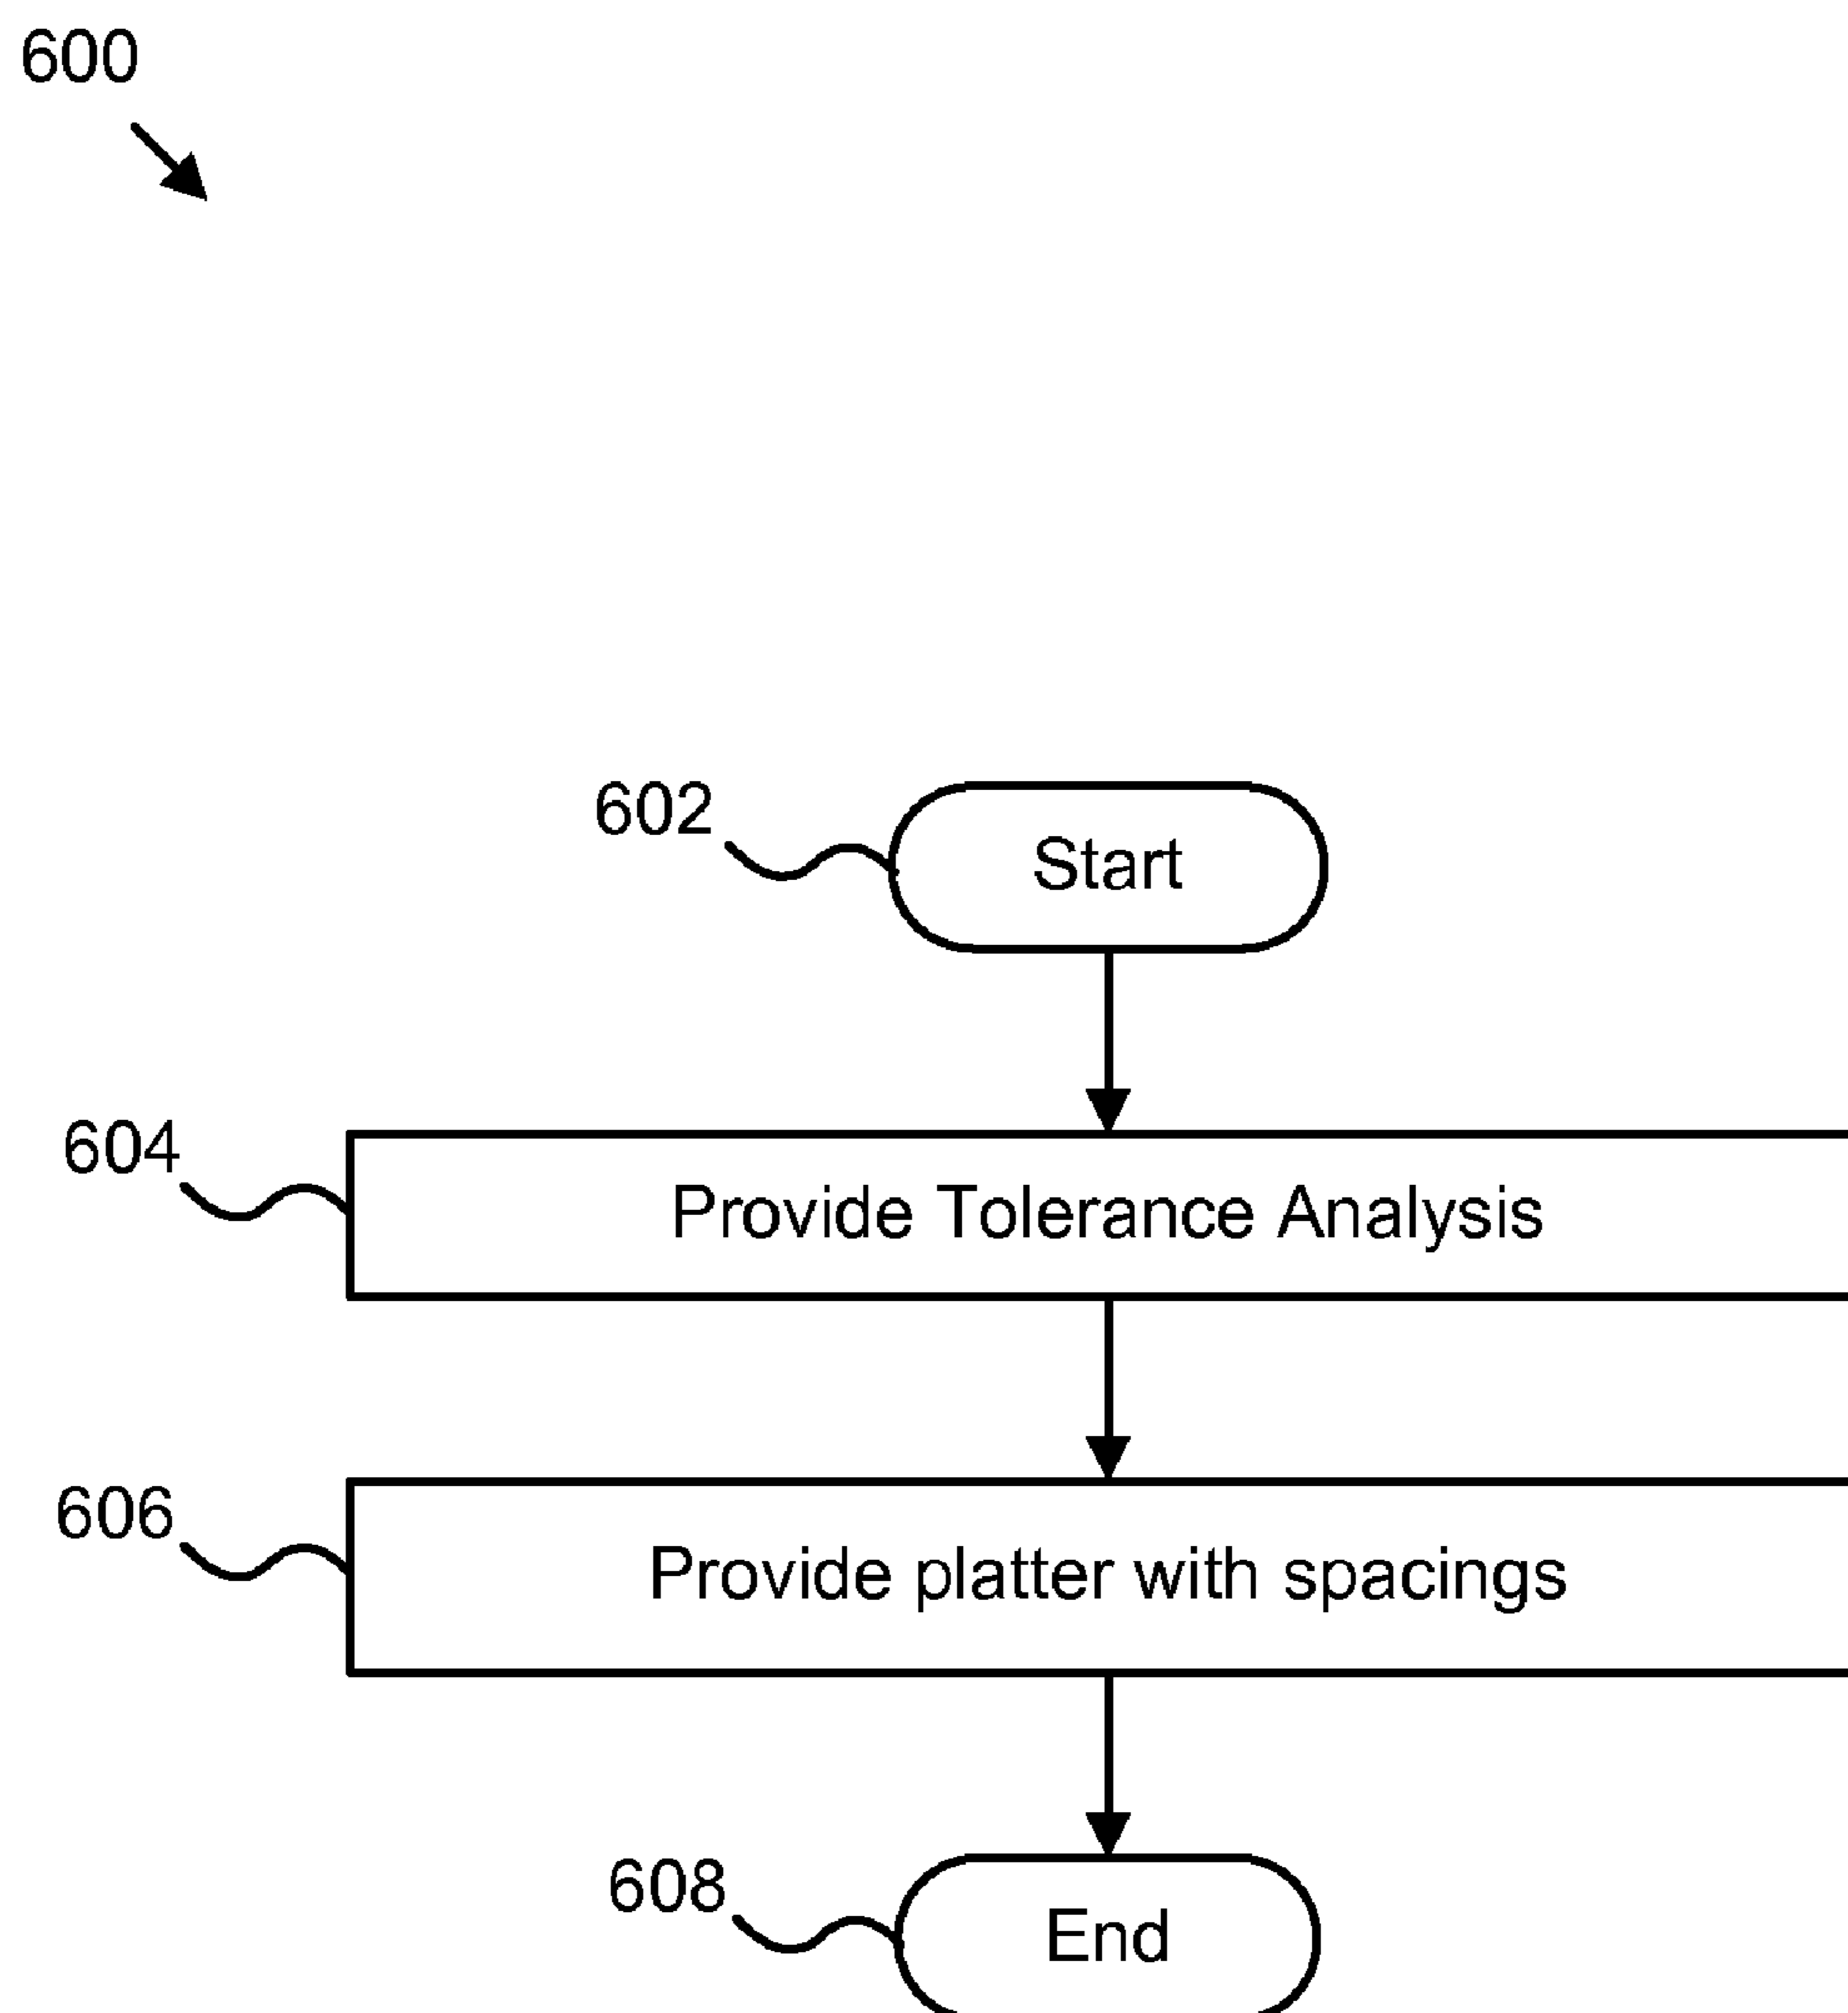 600
602
Start
604
Provide Tolerance Analysis
606
Provide platter with spacings
608
End